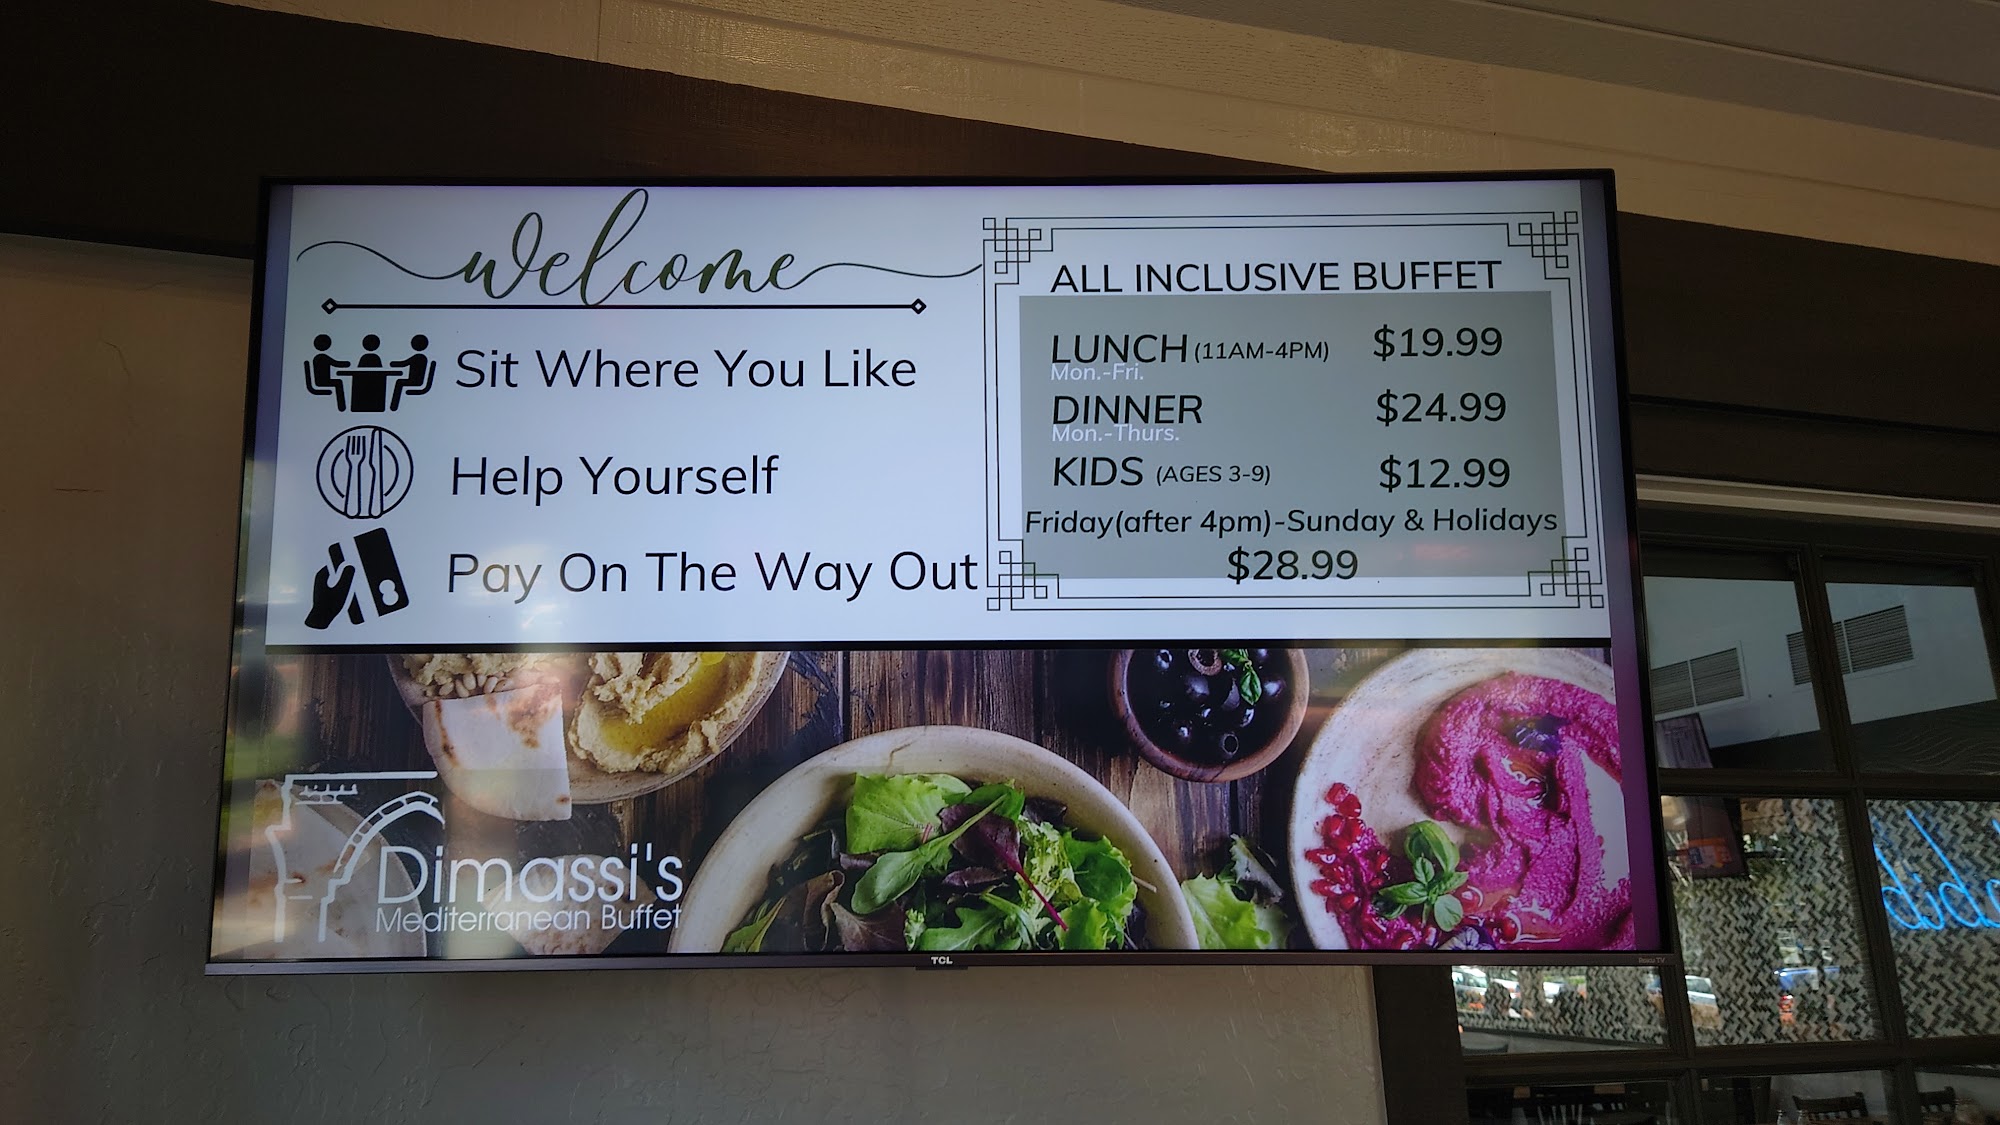 welcome
Sit Where You Like
Help Yourself
Pay On The Way Out
ALL INCLUSIVE BUFFET
LUNCH (11AM-4PM) $19.99
Mon.-Fri.
DINNER $24.99
Mon.-Thurs.
KIDS (AGES 3-9) $12.99
Friday(after 4pm)-Sunday & Holidays
$28.99
Dimassi's
Mediterranean Buffet
TCL
Roku TV